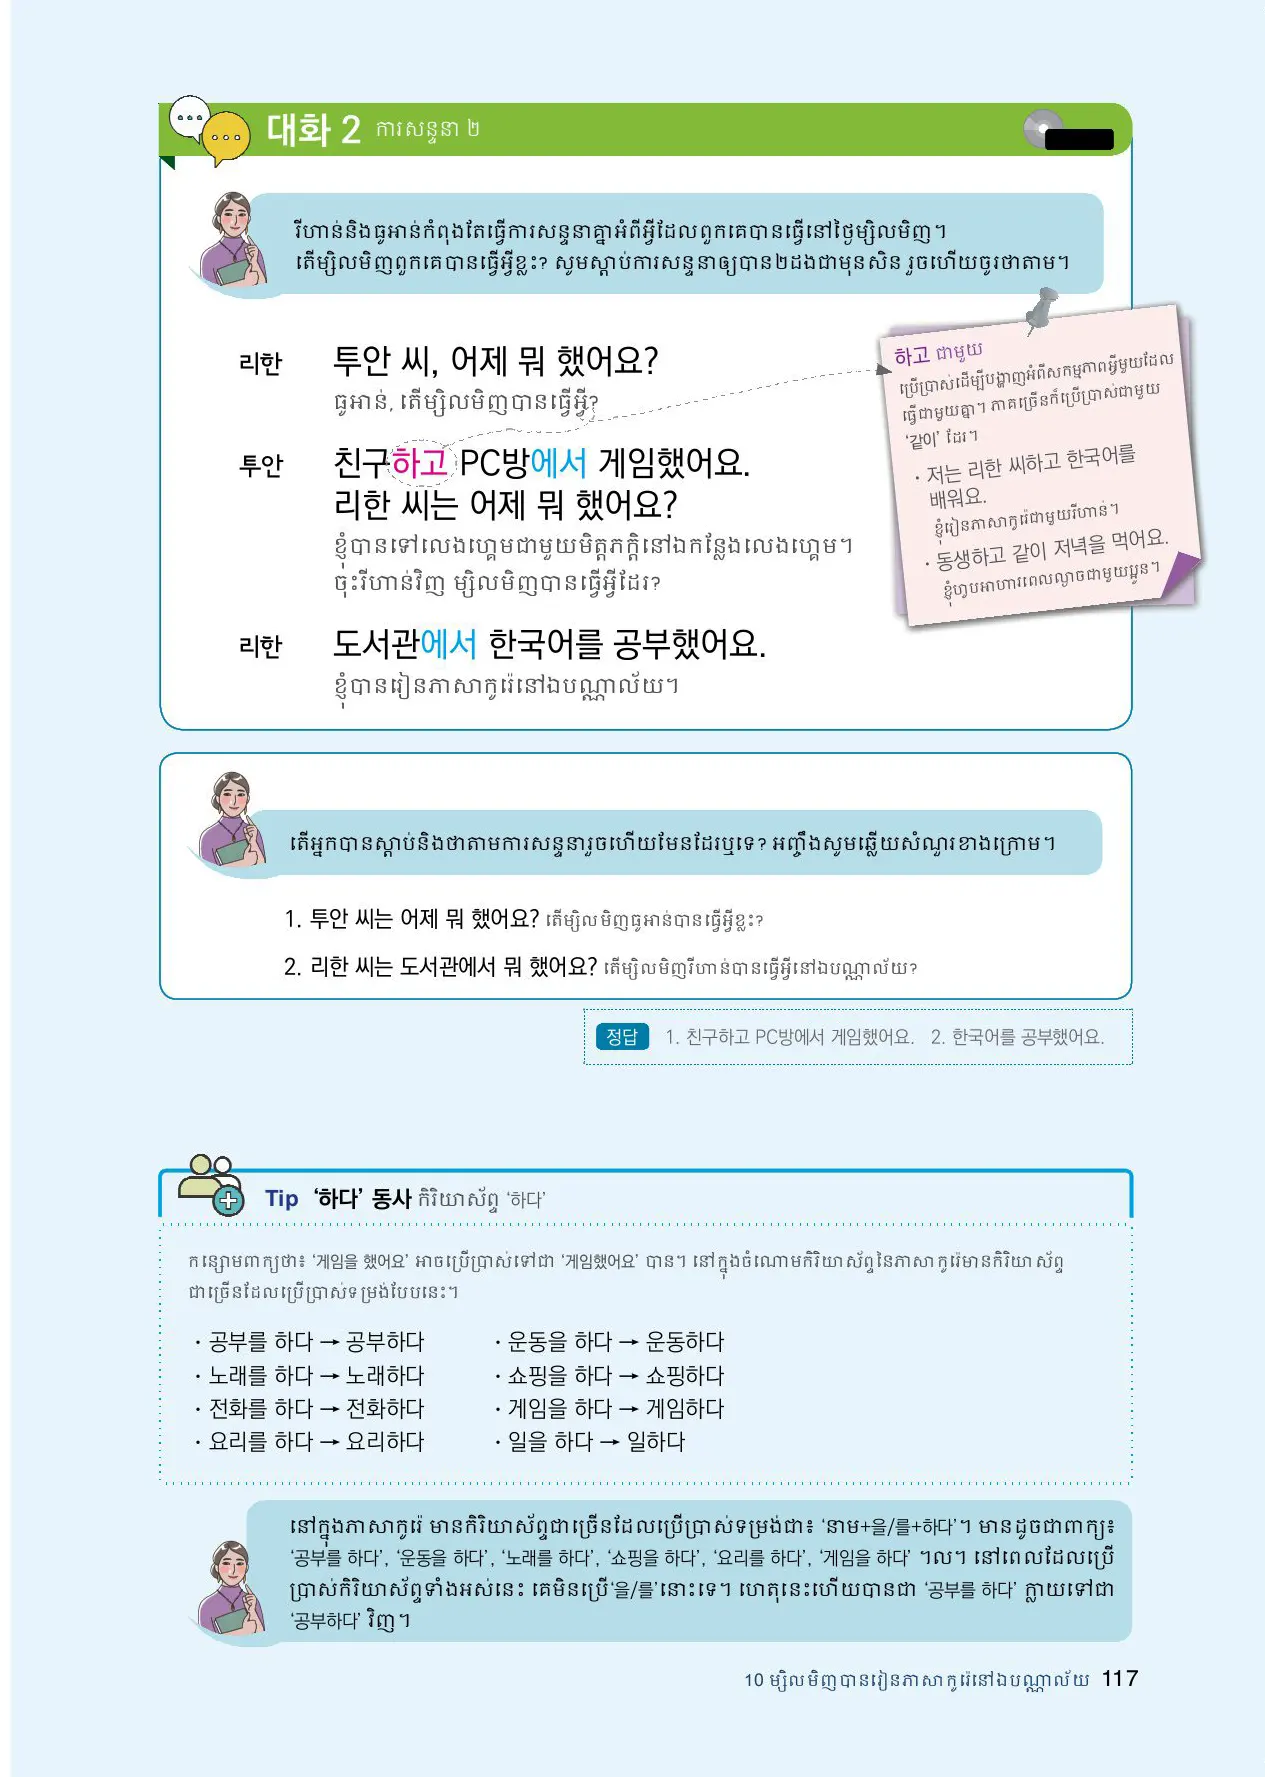 대화 2 ការសន្ទនា ២
រីហាន់និងធូអាន់កំពុងតែធ្វើការសន្ទនាគ្នាអំពីអ្វីដែលពួកគេបានធ្វើនៅថ្ងៃម្សិលមិញ។
តើម្សិលមិញពួកគេបានធ្វើអ្វីខ្លះ? សូមស្តាប់ការសន្ទនាឲ្យបាន២ដងជាមុនសិន រួចហើយចូរថាតាម។
리한 투안 씨, 어제 뭐 했어요?
ធូអាន់, តើម្សិលមិញបានធ្វើអ្វី?
투안 친구하고 PC방에서 게임했어요.
리한 씨는 어제 뭐 했어요?
ខ្ញុំបានទៅលេងហ្គេមជាមួយមិត្តភក្តិនៅឯកន្លែងលេងហ្គេម។
ចុះរីហាន់វិញ ម្សិលមិញបានធ្វើអ្វីដែរ?
리한 도서관에서 한국어를 공부했어요.
ខ្ញុំបានរៀនភាសាកូរ៉េនៅឯបណ្ណាល័យ។
하고 ជាមួយ
ប្រើប្រាស់ដើម្បីបង្ហាញអំពីសកម្មភាពអ្វីមួយដែល
ធ្វើជាមួយគ្នា។ ភាគច្រើនក៏ប្រើប្រាស់ជាមួយ
‘같이’ ដែរ។
· 저는 리한 씨하고 한국어를
배워요.
ខ្ញុំរៀនភាសាកូរ៉េជាមួយរីហាន់។
· 동생하고 같이 저녁을 먹어요.
ខ្ញុំហូបអាហារពេលល្ងាចជាមួយប្អូន។
តើអ្នកបានស្តាប់និងថាតាមការសន្ទនារួចហើយមែនដែរឬទេ? អញ្ចឹងសូមឆ្លើយសំណួរខាងក្រោម។
1. 투안 씨는 어제 뭐 했어요? តើម្សិលមិញធូអាន់បានធ្វើអ្វីខ្លះ?
2. 리한 씨는 도서관에서 뭐 했어요? តើម្សិលមិញរីហាន់បានធ្វើអ្វីនៅឯបណ្ណាល័យ?
정답 1. 친구하고 PC방에서 게임했어요. 2. 한국어를 공부했어요.
Tip ‘하다’ 동사 កិរិយាស័ព្ទ ‘하다’
កន្សោមពាក្យថា៖ ‘게임을 했어요’ អាចប្រើប្រាស់ទៅជា ‘게임했어요’ បាន។ នៅក្នុងចំណោមកិរិយាស័ព្ទនៃភាសាកូរ៉េមានកិរិយាស័ព្ទ
ជាច្រើនដែលប្រើប្រាស់ទម្រង់បែបនេះ។
· 공부를 하다 → 공부하다 · 운동을 하다 → 운동하다
· 노래를 하다 → 노래하다 · 쇼핑을 하다 → 쇼핑하다
· 전화를 하다 → 전화하다 · 게임을 하다 → 게임하다
· 요리를 하다 → 요리하다 · 일을 하다 → 일하다
នៅក្នុងភាសាកូរ៉េ មានកិរិយាស័ព្ទជាច្រើនដែលប្រើប្រាស់ទម្រង់ជា៖ ‘នាម+을/를+하다’។ មានដូចជាពាក្យ៖
‘공부를 하다’, ‘운동을 하다’, ‘노래를 하다’, ‘쇼핑을 하다’, ‘요리를 하다’, ‘게임을 하다’ ។ល។ នៅពេលដែលប្រើ
ប្រាស់កិរិយាស័ព្ទទាំងអស់នេះ គេមិនប្រើ‘을/를’នោះទេ។ ហេតុនេះហើយបានជា ‘공부를 하다’ ក្លាយទៅជា
‘공부하다’ វិញ។
10 ម្សិលមិញបានរៀនភាសាកូរ៉េនៅឯបណ្ណាល័យ 117